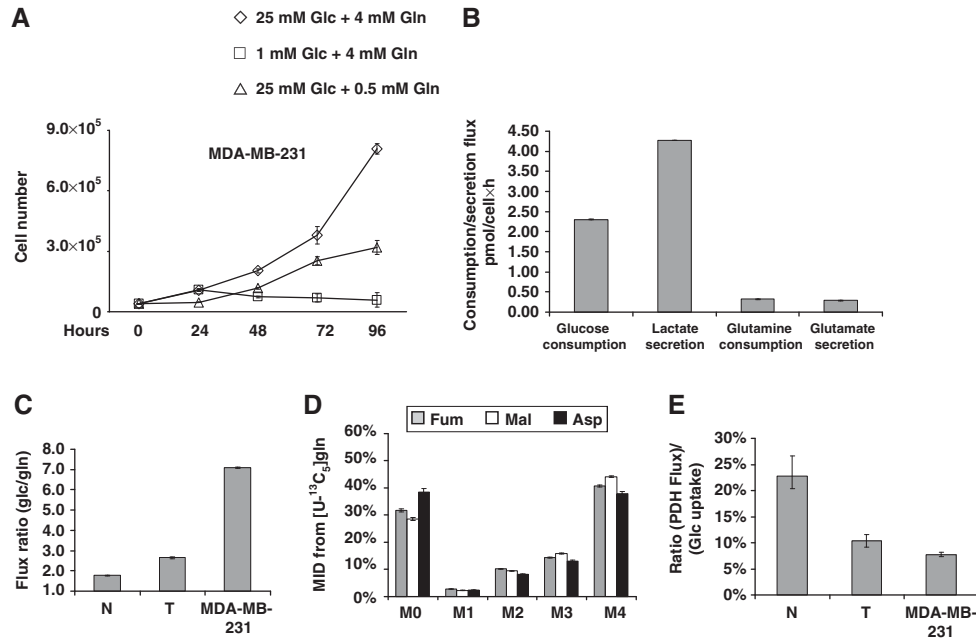 A
25 mM Glc + 4 mM Gln
1 mM Glc + 4 mM Gln
25 mM Glc + 0.5 mM Gln
Cell number
9.0×10⁵
6.0×10⁵
3.0×10⁵
0
MDA-MB-231
Hours 0 24 48 72 96
B
Consumption/secretion flux
pmol/cell×h
4.50
4.00
3.50
3.00
2.50
2.00
1.50
1.00
0.50
0.00
Glucose consumption
Lactate secretion
Glutamine consumption
Glutamate secretion
C
Flux ratio (glc/gln)
8.0
7.0
6.0
5.0
4.0
3.0
2.0
1.0
N T MDA-MB-231
D
Fum Mal Asp
MID from [U-¹³C₅]gln
60%
50%
40%
30%
20%
10%
0%
M0 M1 M2 M3 M4
E
Ratio (PDH Flux)/
(Glc uptake)
30%
25%
20%
15%
10%
5%
0%
N T MDA-MB-231